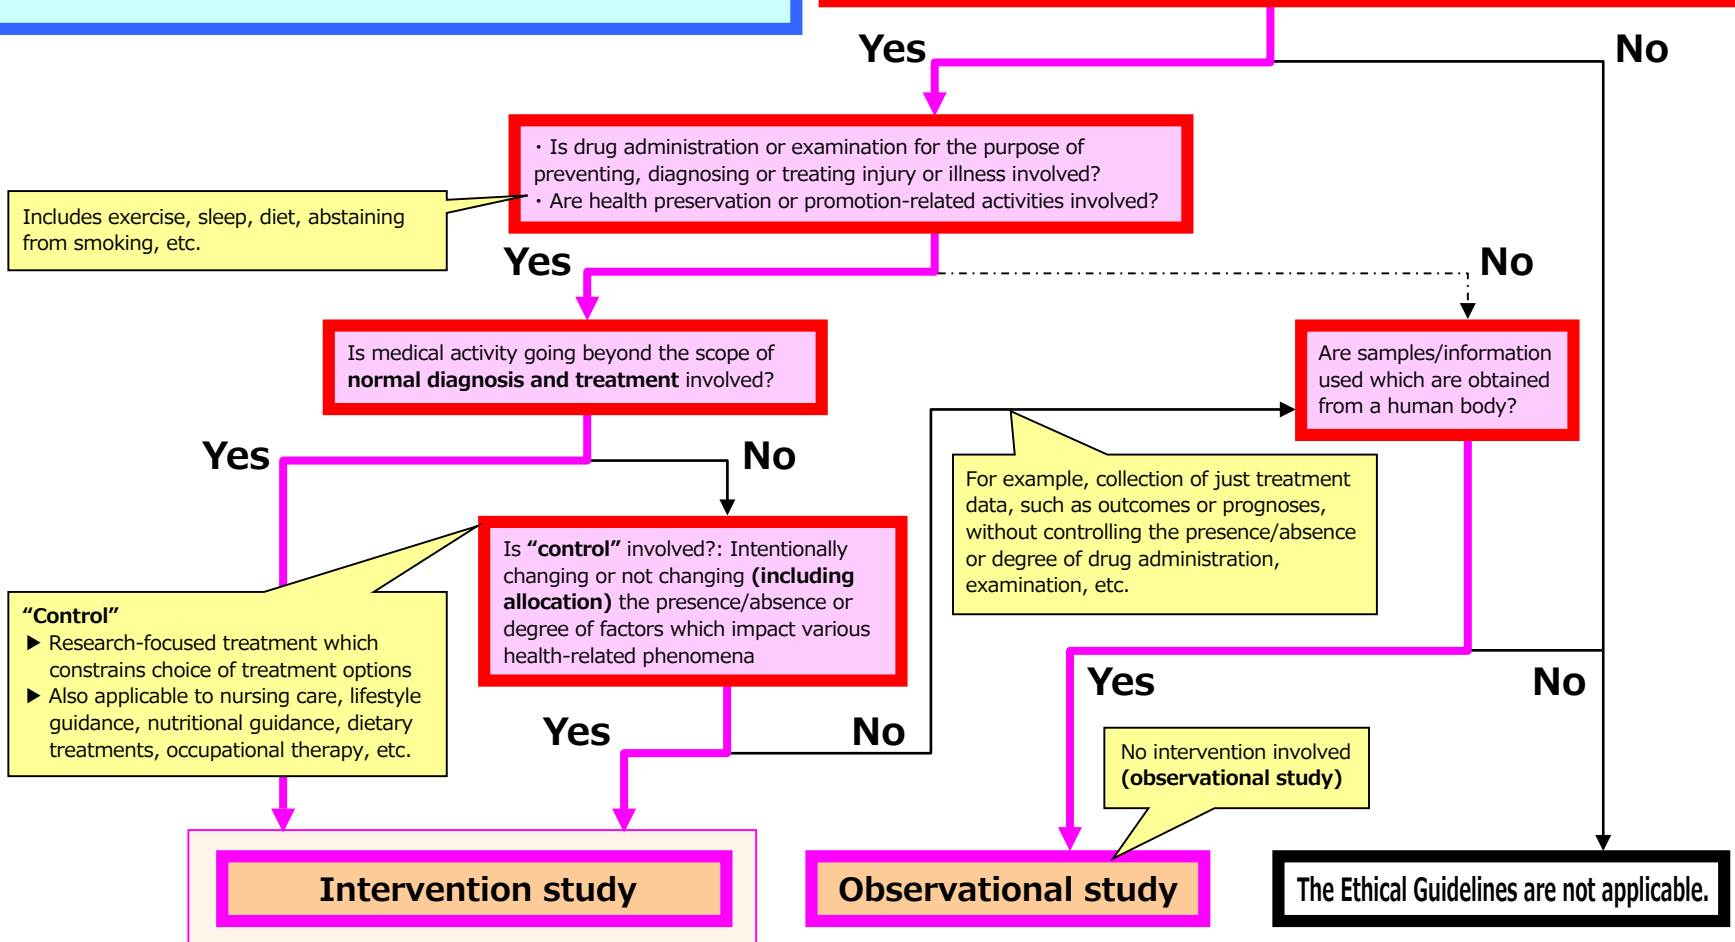 Yes
No
・Is drug administration or examination for the purpose of
preventing, diagnosing or treating injury or illness involved?
・Are health preservation or promotion-related activities involved?
Includes exercise, sleep, diet, abstaining
from smoking, etc.
Yes
No
Is medical activity going beyond the scope of
normal diagnosis and treatment involved?
Are samples/information
used which are obtained
from a human body?
Yes
No
For example, collection of just treatment
data, such as outcomes or prognoses,
without controlling the presence/absence
or degree of drug administration,
examination, etc.
Is “control” involved?: Intentionally
changing or not changing (including
allocation) the presence/absence or
degree of factors which impact various
health-related phenomena
“Control”
▶ Research-focused treatment which
constrains choice of treatment options
▶ Also applicable to nursing care, lifestyle
guidance, nutritional guidance, dietary
treatments, occupational therapy, etc.
Yes
No
Yes
No
No intervention involved
(observational study)
Intervention study
Observational study
The Ethical Guidelines are not applicable.